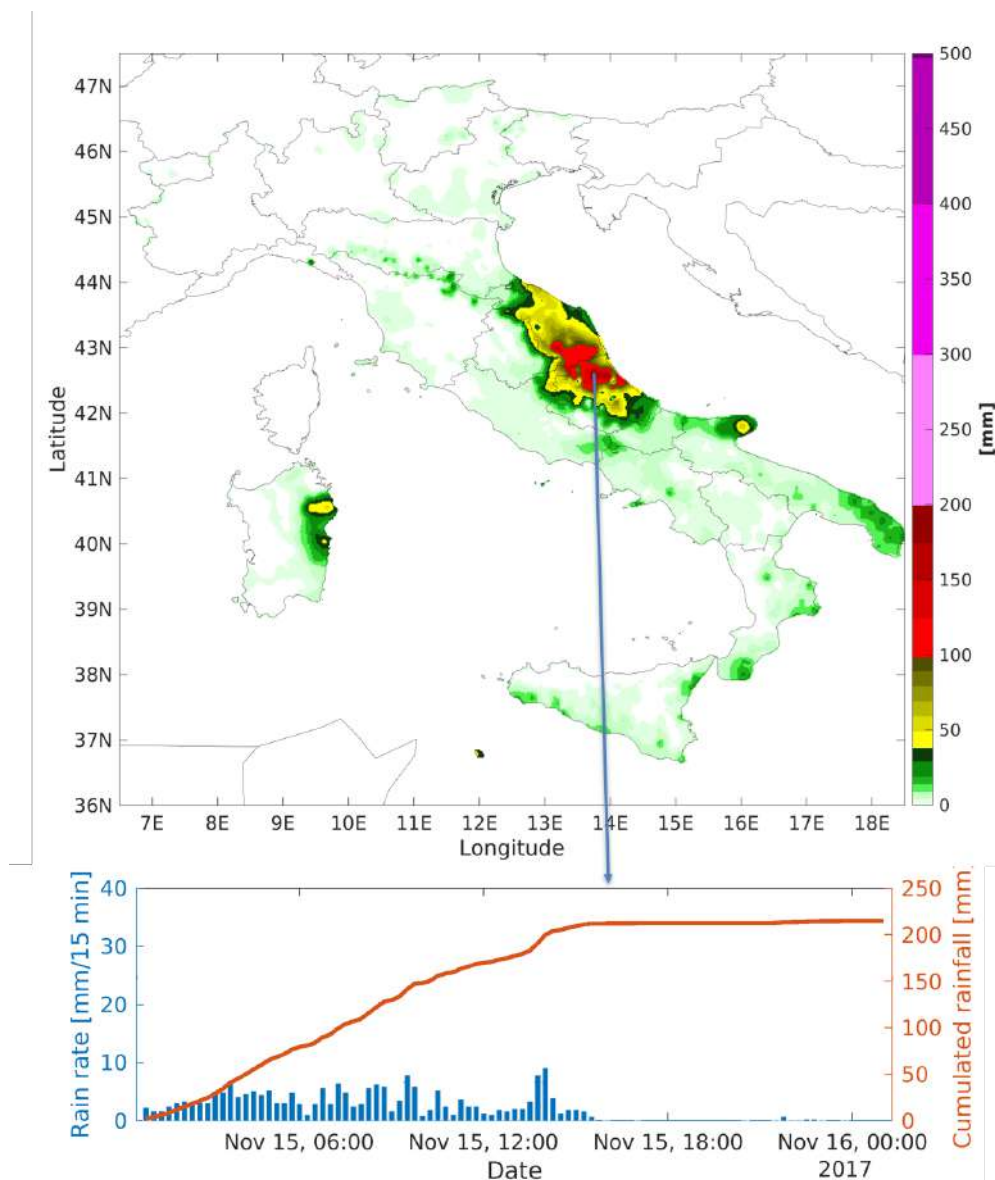 47N
46N
45N
44N
43N
42N
41N
40N
39N
38N
37N
36N
Latitude
7E 8E 9E 10E 11E 12E 13E 14E 15E 16E 17E 18E
Longitude
500
450
400
350
300
250
200
150
100
50
0
[mm]
Rain rate [mm/15 min]
40
30
20
10
0
250
200
150
100
50
0
Cumulated rainfall [mm]
Nov 15, 06:00 Nov 15, 12:00 Nov 15, 18:00 Nov 16, 00:00
Date 2017